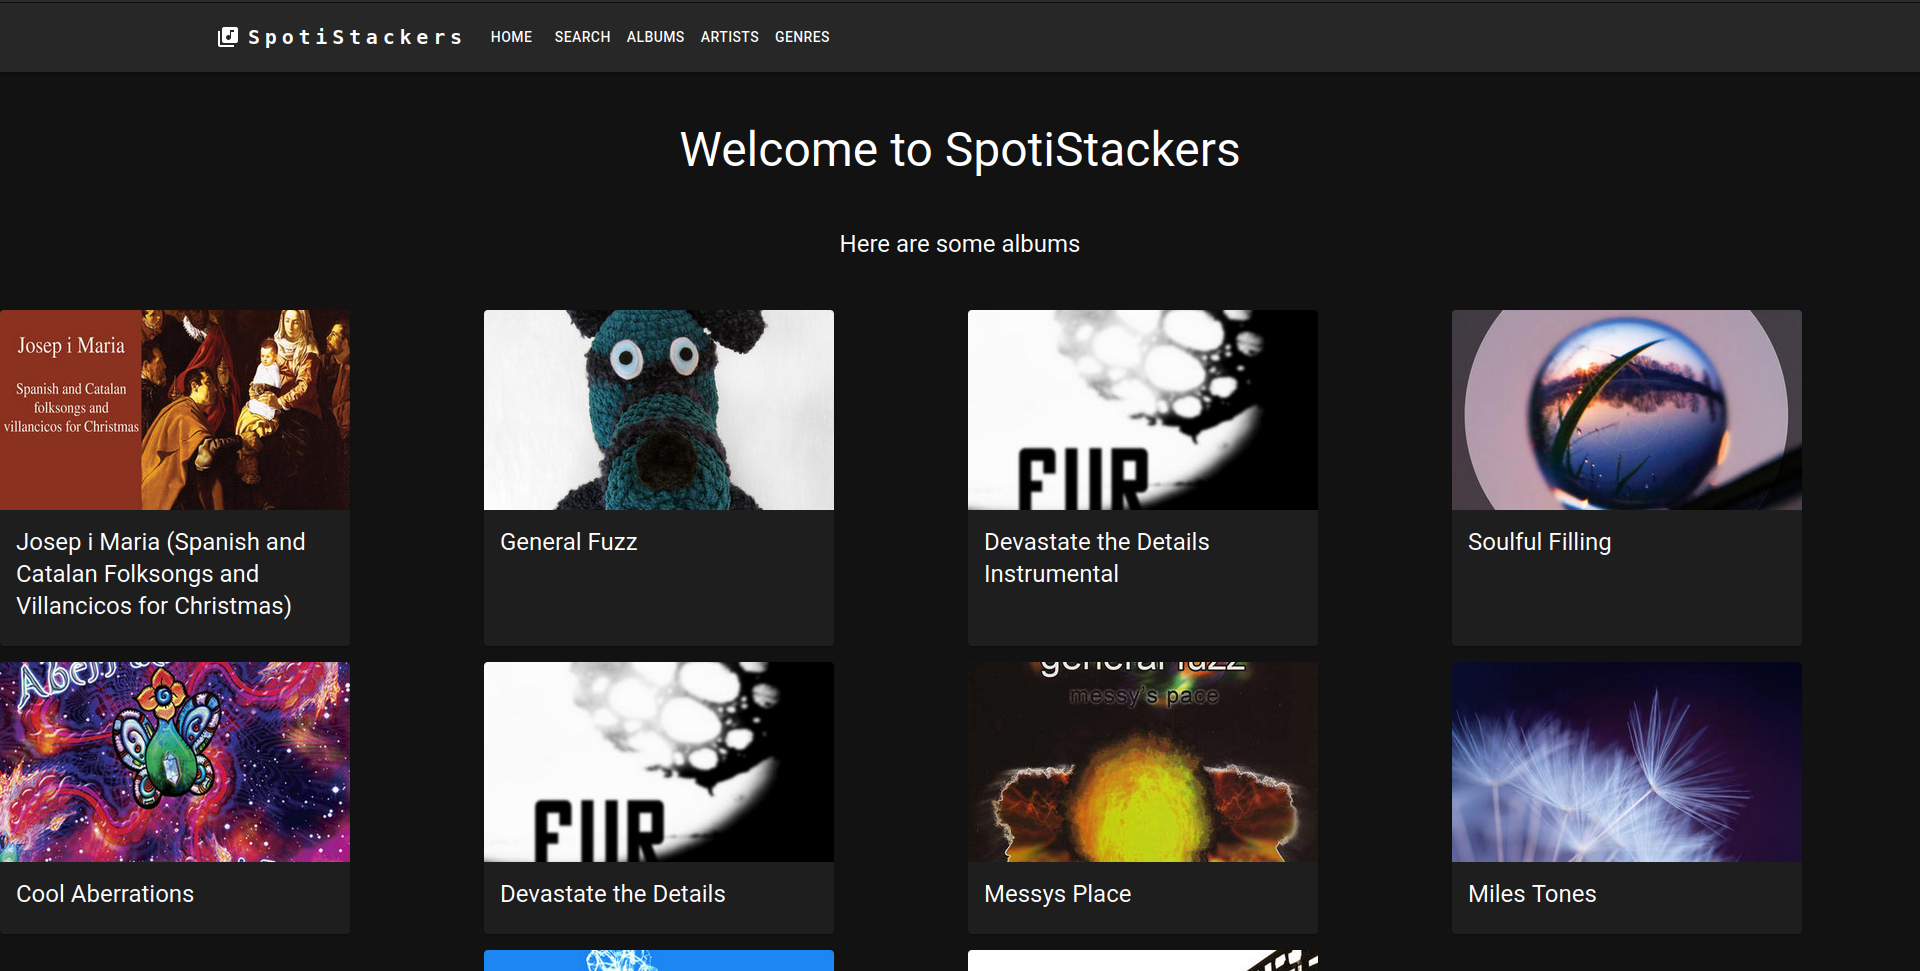 SpotiStackers
HOME SEARCH ALBUMS ARTISTS GENRES
Welcome to SpotiStackers
Here are some albums
Josep i Maria
Spanish and Catalan
folksongs and
villancicos for Christmas
FUR
Josep i Maria (Spanish and
Catalan Folksongs and
Villancicos for Christmas)
General Fuzz
Devastate the Details
Instrumental
Soulful Filling
FUR
general fuzz
messy's pace
Cool Aberrations
Devastate the Details
Messys Place
Miles Tones